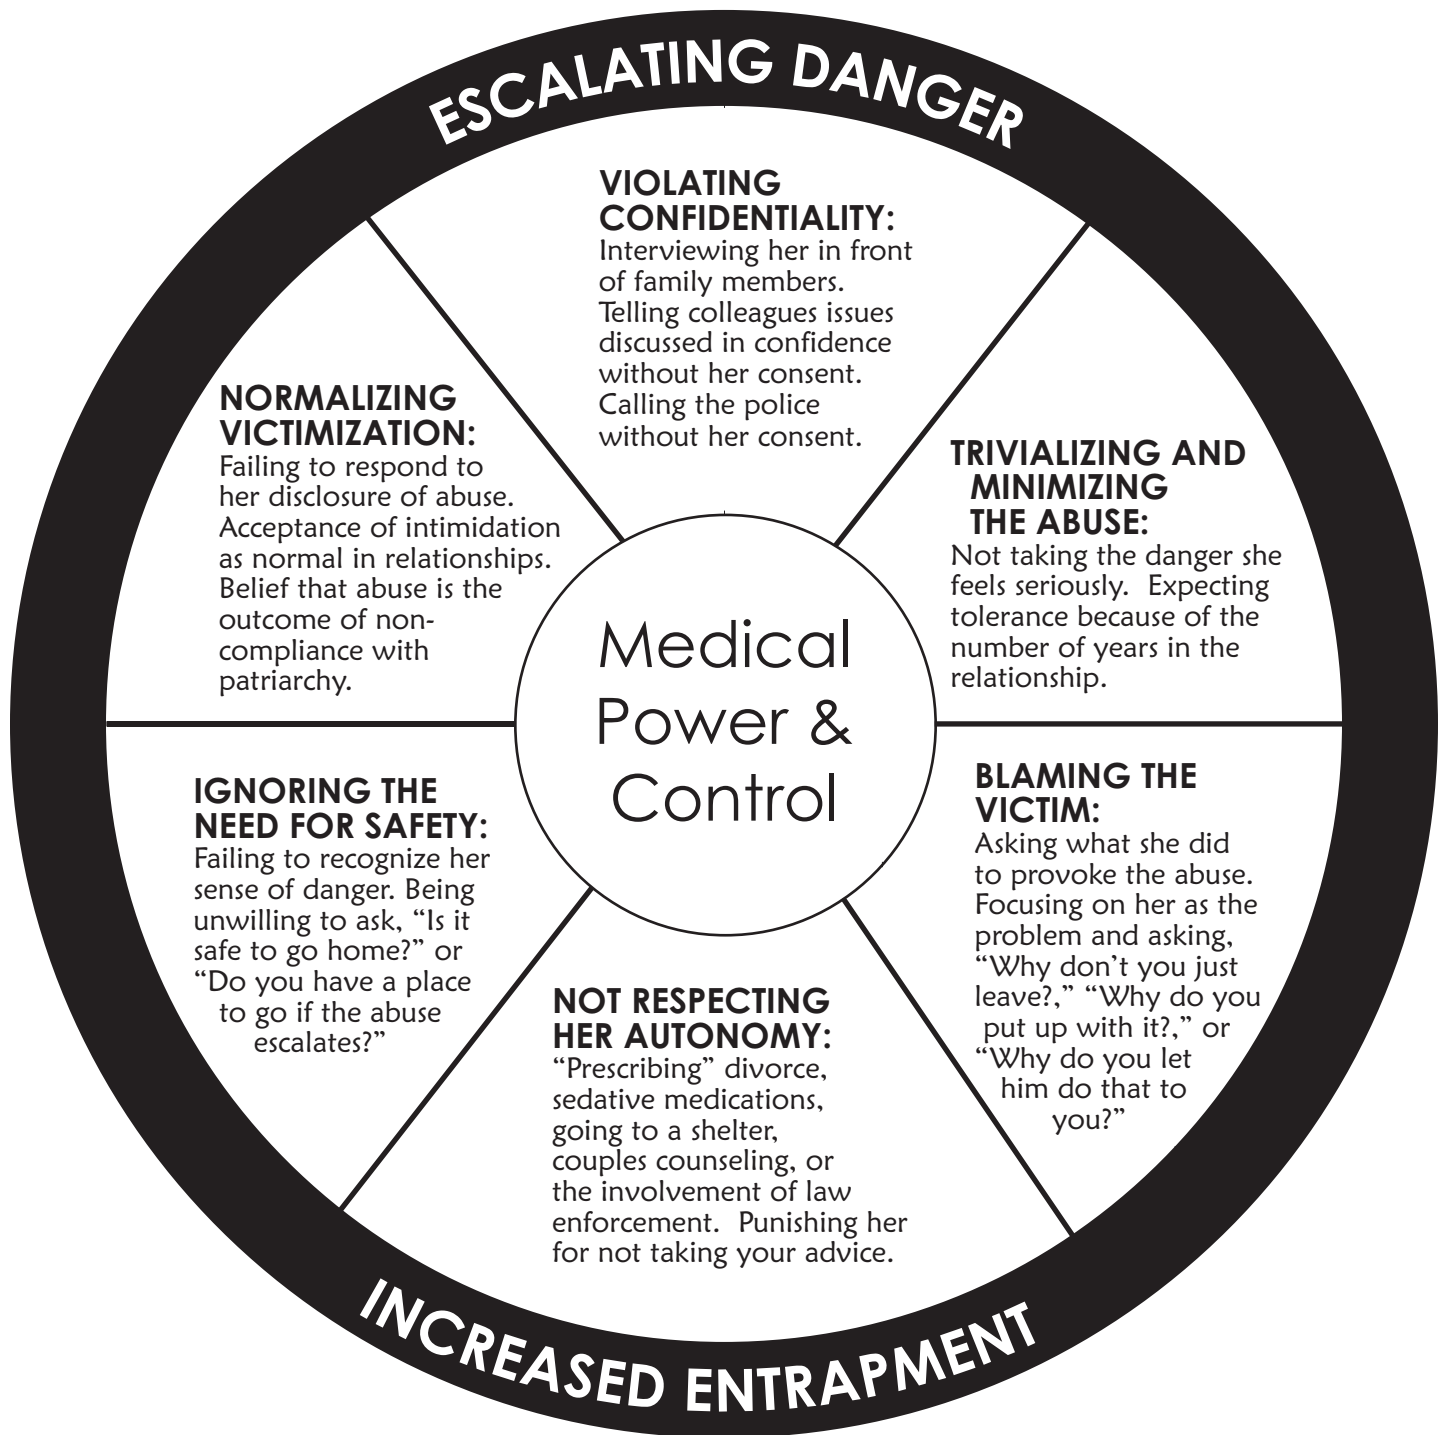 ESCALATING DANGER
VIOLATING
CONFIDENTIALITY:
Interviewing her in front
of family members.
Telling colleagues issues
discussed in confidence
without her consent.
Calling the police
without her consent.
TRIVIALIZING AND
MINIMIZING
THE ABUSE:
Not taking the danger she
feels seriously.  Expecting
tolerance because of the
number of years in the
relationship.
BLAMING THE
VICTIM:
Asking what she did
to provoke the abuse.
Focusing on her as the
problem and asking,
“Why don’t you just
leave?,” “Why do you
put up with it?,” or
“Why do you let
him do that to
you?”
NOT RESPECTING
HER AUTONOMY:
“Prescribing” divorce,
sedative medications,
going to a shelter,
couples counseling, or
the involvement of law
enforcement.  Punishing her
for not taking your advice.
IGNORING THE
NEED FOR SAFETY:
Failing to recognize her
sense of danger. Being
unwilling to ask, “Is it
safe to go home?” or
“Do you have a place
to go if the abuse
escalates?”
NORMALIZING
VICTIMIZATION:
Failing to respond to
her disclosure of abuse.
Acceptance of intimidation
as normal in relationships.
Belief that abuse is the
outcome of non-
compliance with
patriarchy.
Medical
Power &
Control
INCREASED ENTRAPMENT